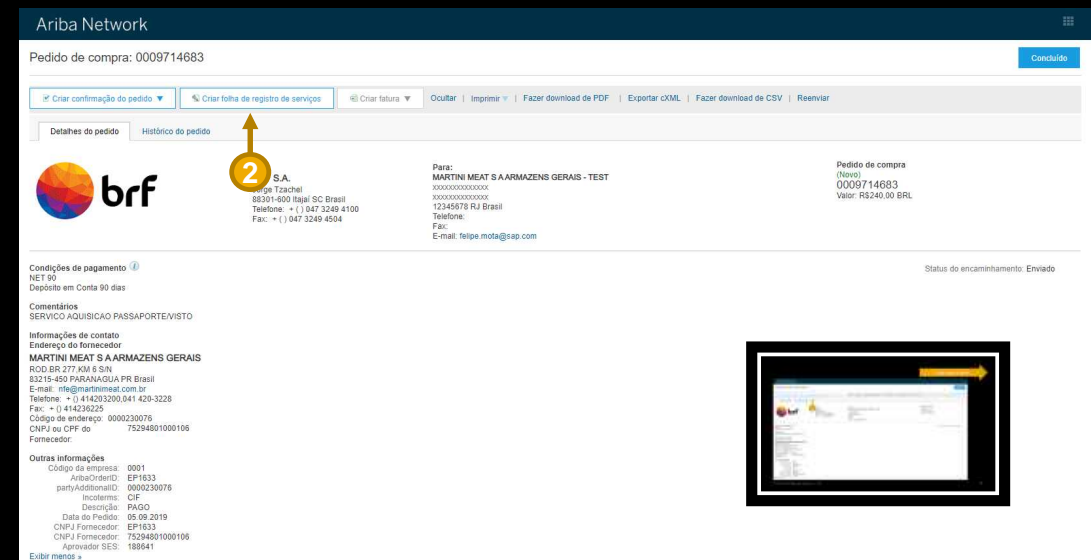 Ariba Network
Pedido de compra: 0009714683
Concluído
Criar confirmação do pedido ▼
Criar folha de registro de serviços
Criar fatura ▼
Ocultar | Imprimir ▼ | Fazer download de PDF | Exportar cXML | Fazer download de CSV | Reenviar
Detalhes do pedido
Histórico do pedido
2
brf
S.A.
Tzachel
88301-600 Itajaí SC Brasil
Telefone: + ( ) 047 3249 4100
Fax: + ( ) 047 3249 4504
Para:
MARTINI MEAT S A ARMAZENS GERAIS - TEST
xxxxxxxxxxxxxx
xxxxxxxxxxxxxx
12345678 RJ Brasil
Telefone:
Fax:
E-mail: felipe.mota@sap.com
Pedido de compra
(Novo)
0009714683
Valor: R$240,00 BRL
Condições de pagamento
NET 90
Depósito em Conta 90 dias
Status do encaminhamento: Enviado
Comentários
SERVICO AQUISICAO PASSAPORTE/VISTO
Informações de contato
Endereço do fornecedor
MARTINI MEAT S A ARMAZENS GERAIS
ROD.BR 277,KM 6 S/N
83215-450 PARANAGUA PR Brasil
E-mail: nfe@martinimeat.com.br
Telefone: + () 414203200,041 420-3228
Fax: + () 414236225
Código de endereço: 0000230076
CNPJ ou CPF do 75294801000106
Fornecedor:
Outras informações
Código da empresa: 0001
AribaOrderID: EP1633
partyAdditionalID: 0000230076
Incoterms: CIF
Descrição: PAGO
Data do Pedido: 05.09.2019
CNPJ Fornecedor: EP1633
CNPJ Fornecedor: 75294801000106
Aprovador SES: 188641
Exibir menos »